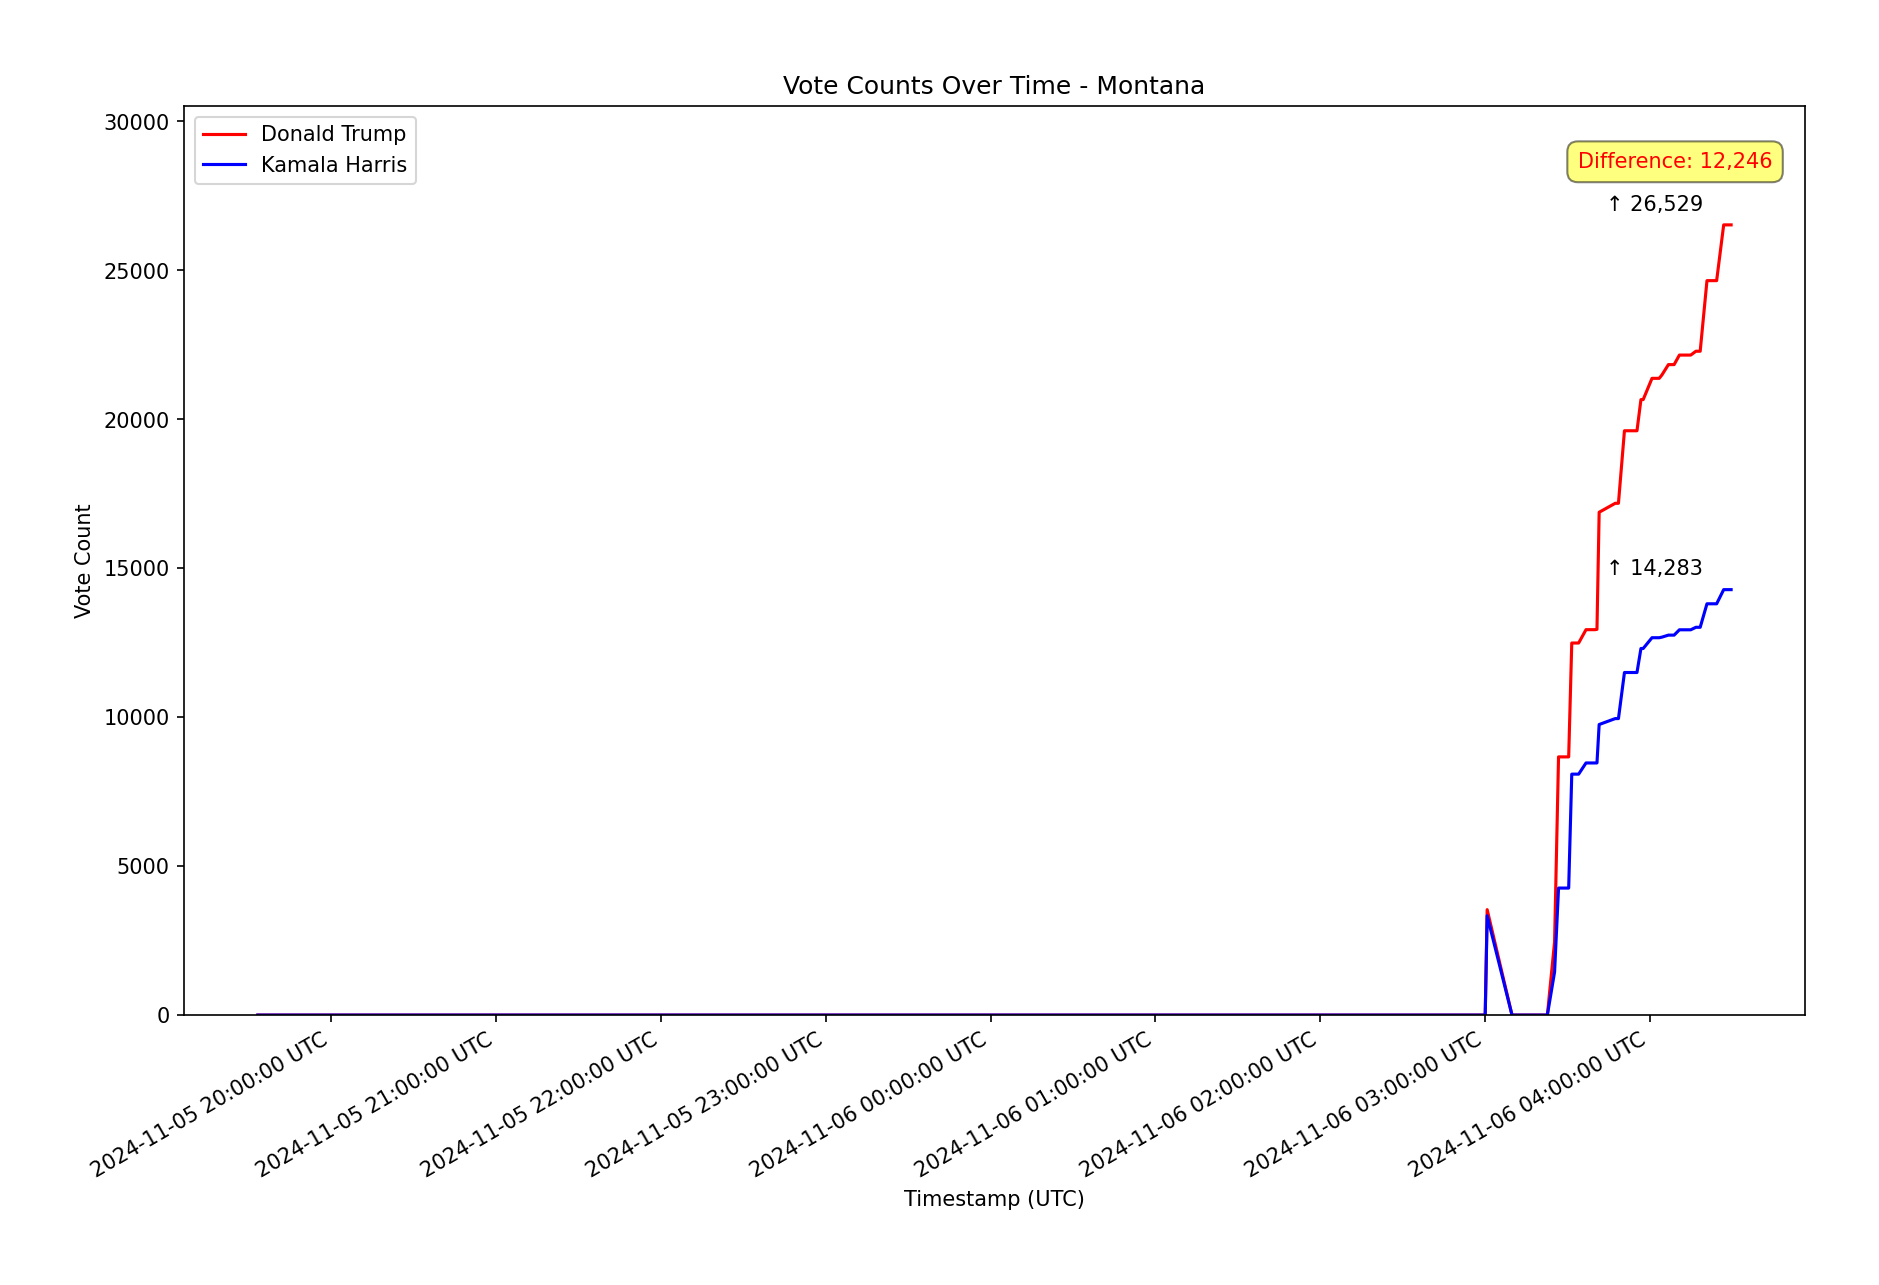 Vote Counts Over Time - Montana
Donald Trump
Kamala Harris
Difference: 12,246
↑ 26,529
↑ 14,283
30000
25000
20000
15000
10000
5000
0
Vote Count
2024-11-05 20:00:00 UTC
2024-11-05 21:00:00 UTC
2024-11-05 22:00:00 UTC
2024-11-05 23:00:00 UTC
2024-11-06 00:00:00 UTC
2024-11-06 01:00:00 UTC
2024-11-06 02:00:00 UTC
2024-11-06 03:00:00 UTC
2024-11-06 04:00:00 UTC
Timestamp (UTC)